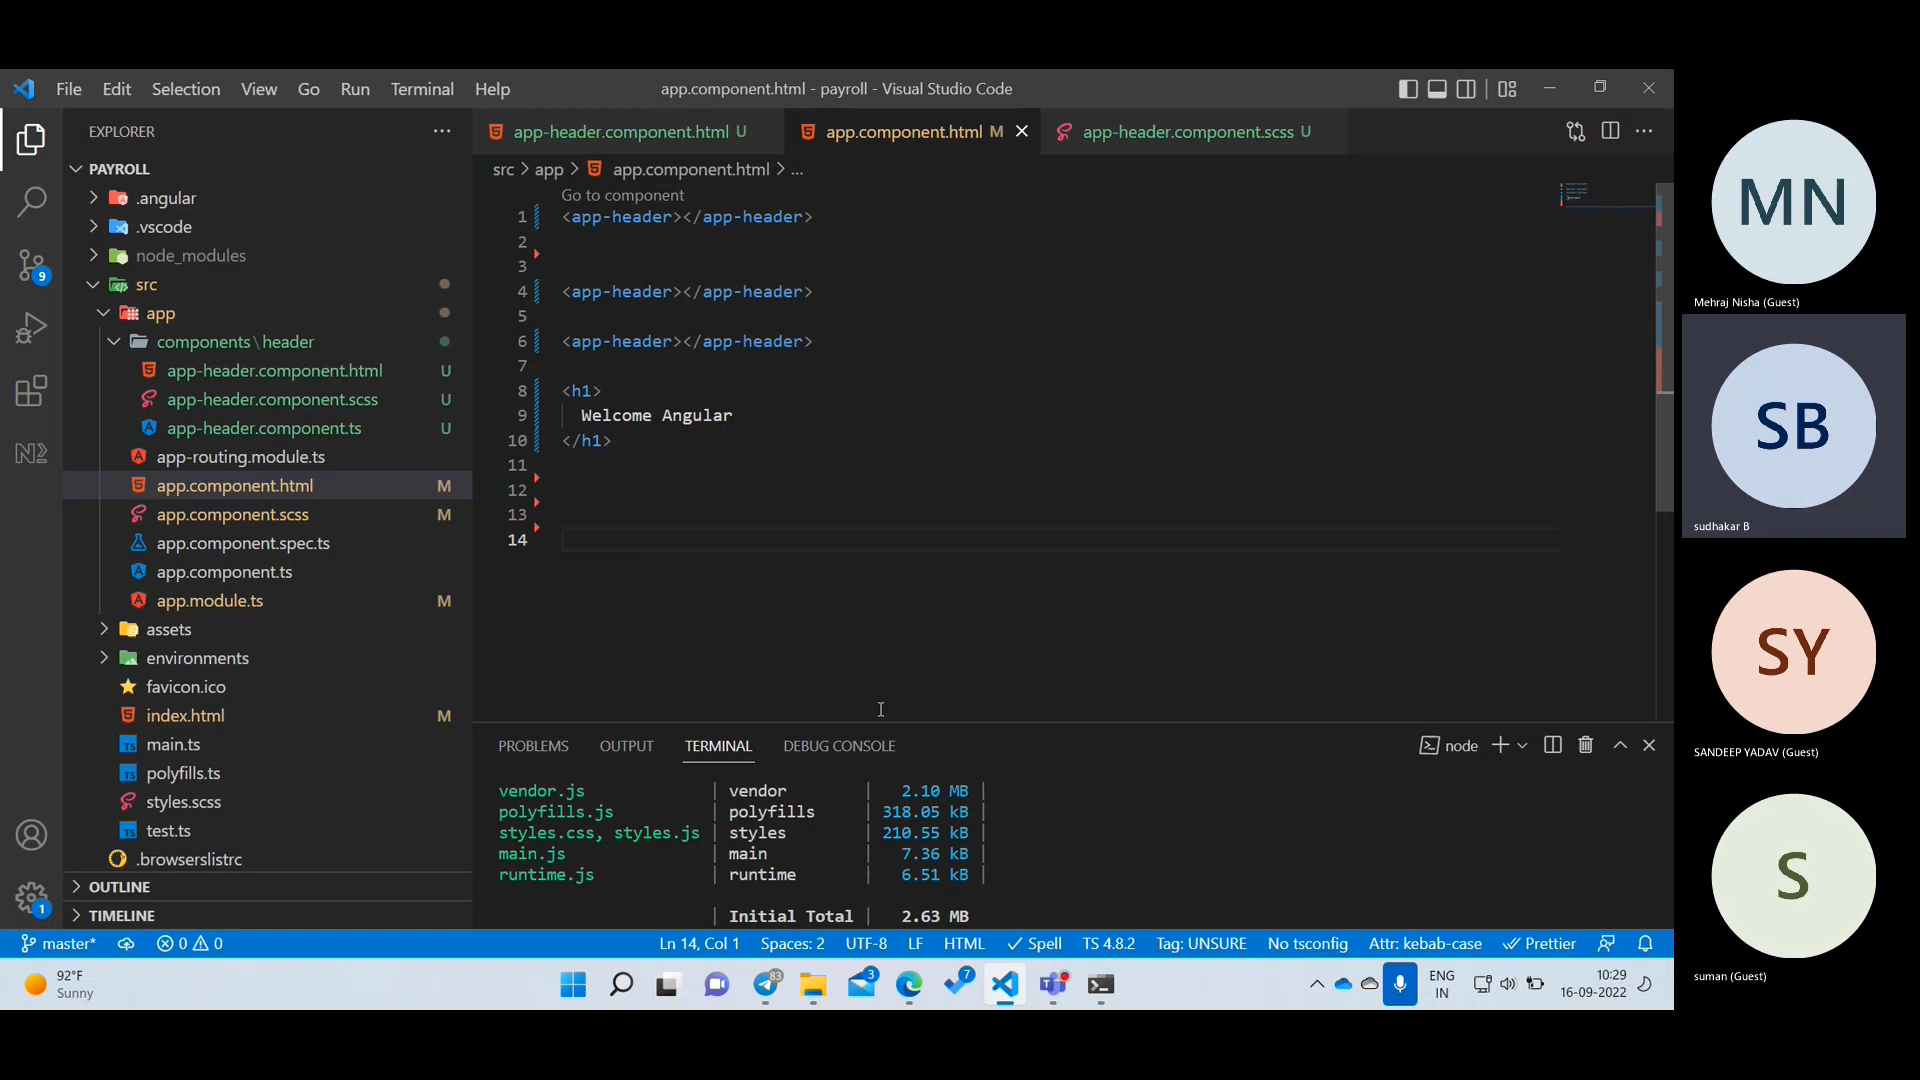 File Edit Selection View Go Run Terminal Help
app.component.html - payroll - Visual Studio Code
EXPLORER
PAYROLL
.angular
.vscode
node_modules
src
app
components\header
app-header.component.html U
app-header.component.scss U
app-header.component.ts U
app-routing.module.ts
app.component.html M
app.component.scss M
app.component.spec.ts
app.component.ts
app.module.ts M
assets
environments
favicon.ico
index.html M
main.ts
polyfills.ts
styles.scss
test.ts
.browserslistrc
OUTLINE
TIMELINE
9
1
app-header.component.html U
app.component.html M
app-header.component.scss U
src > app > app.component.html > ...
Go to component
1 <app-header></app-header>
2
3
4 <app-header></app-header>
5
6 <app-header></app-header>
7
8 <h1>
9 Welcome Angular
10 </h1>
11
12
13
14
PROBLEMS OUTPUT TERMINAL DEBUG CONSOLE
node
vendor.js | vendor | 2.10 MB |
polyfills.js | polyfills | 318.05 kB |
styles.css, styles.js | styles | 210.55 kB |
main.js | main | 7.36 kB |
runtime.js | runtime | 6.51 kB |
| Initial Total | 2.63 MB
master* 0 0 Ln 14, Col 1 Spaces: 2 UTF-8 LF HTML Spell TS 4.8.2 Tag: UNSURE No tsconfig Attr: kebab-case Prettier
92°F
Sunny
83
3
7
ENG
IN
10:29
16-09-2022
MN
Mehraj Nisha (Guest)
SB
sudhakar B
SY
SANDEEP YADAV (Guest)
S
suman (Guest)